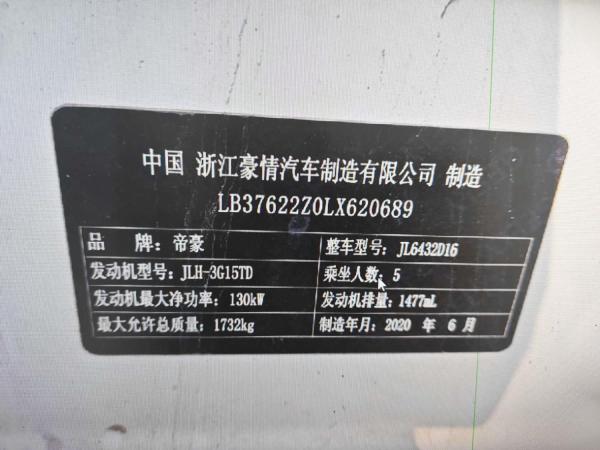 中国 浙江豪情汽车制造有限公司 制造
LB37622Z0LX620689
品 牌：帝豪
整车型号：JL6432D16
发动机型号：JLH-3G15TD
乘坐人数：5
发动机最大净功率：130kW
发动机排量：1477mL
最大允许总质量：1732kg
制造年月：2020 年 6 月